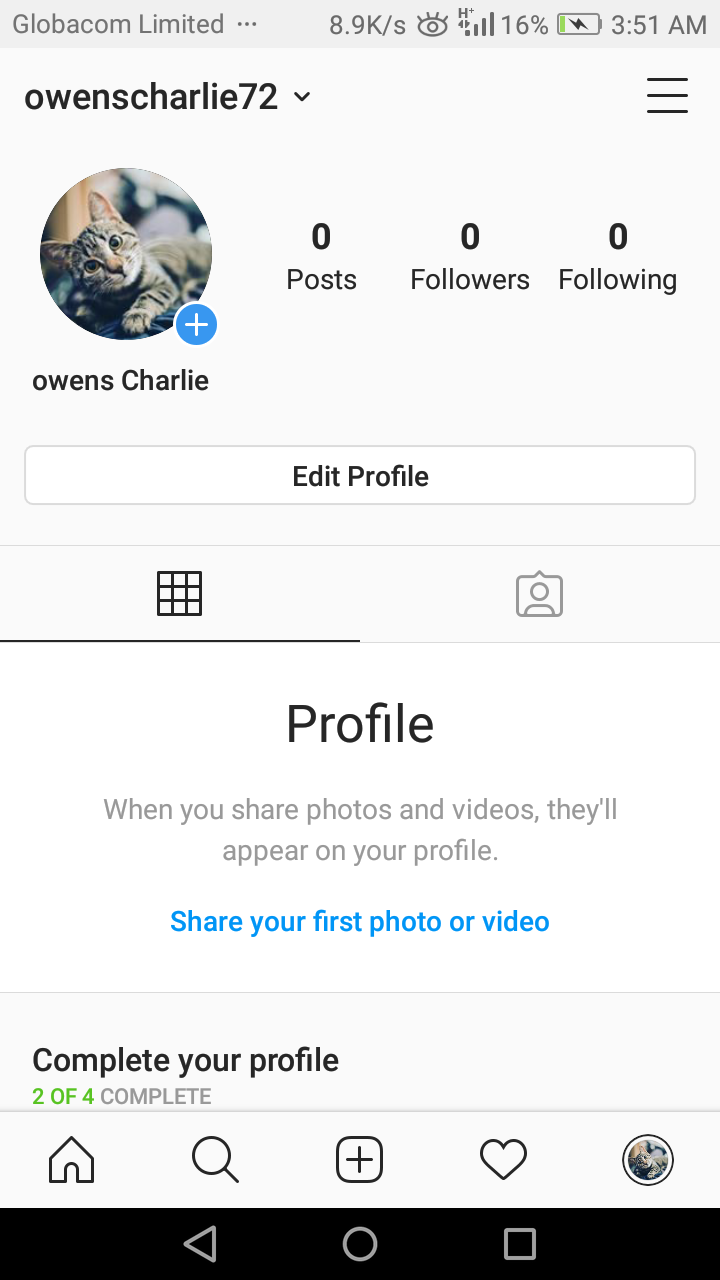 Globacom Limited ... 8.9K/s H+ 16% 3:51 AM
owenscharlie72
0 0 0
Posts Followers Following
owens Charlie
Edit Profile
Profile
When you share photos and videos, they'll
appear on your profile.
Share your first photo or video
Complete your profile
2 OF 4 COMPLETE